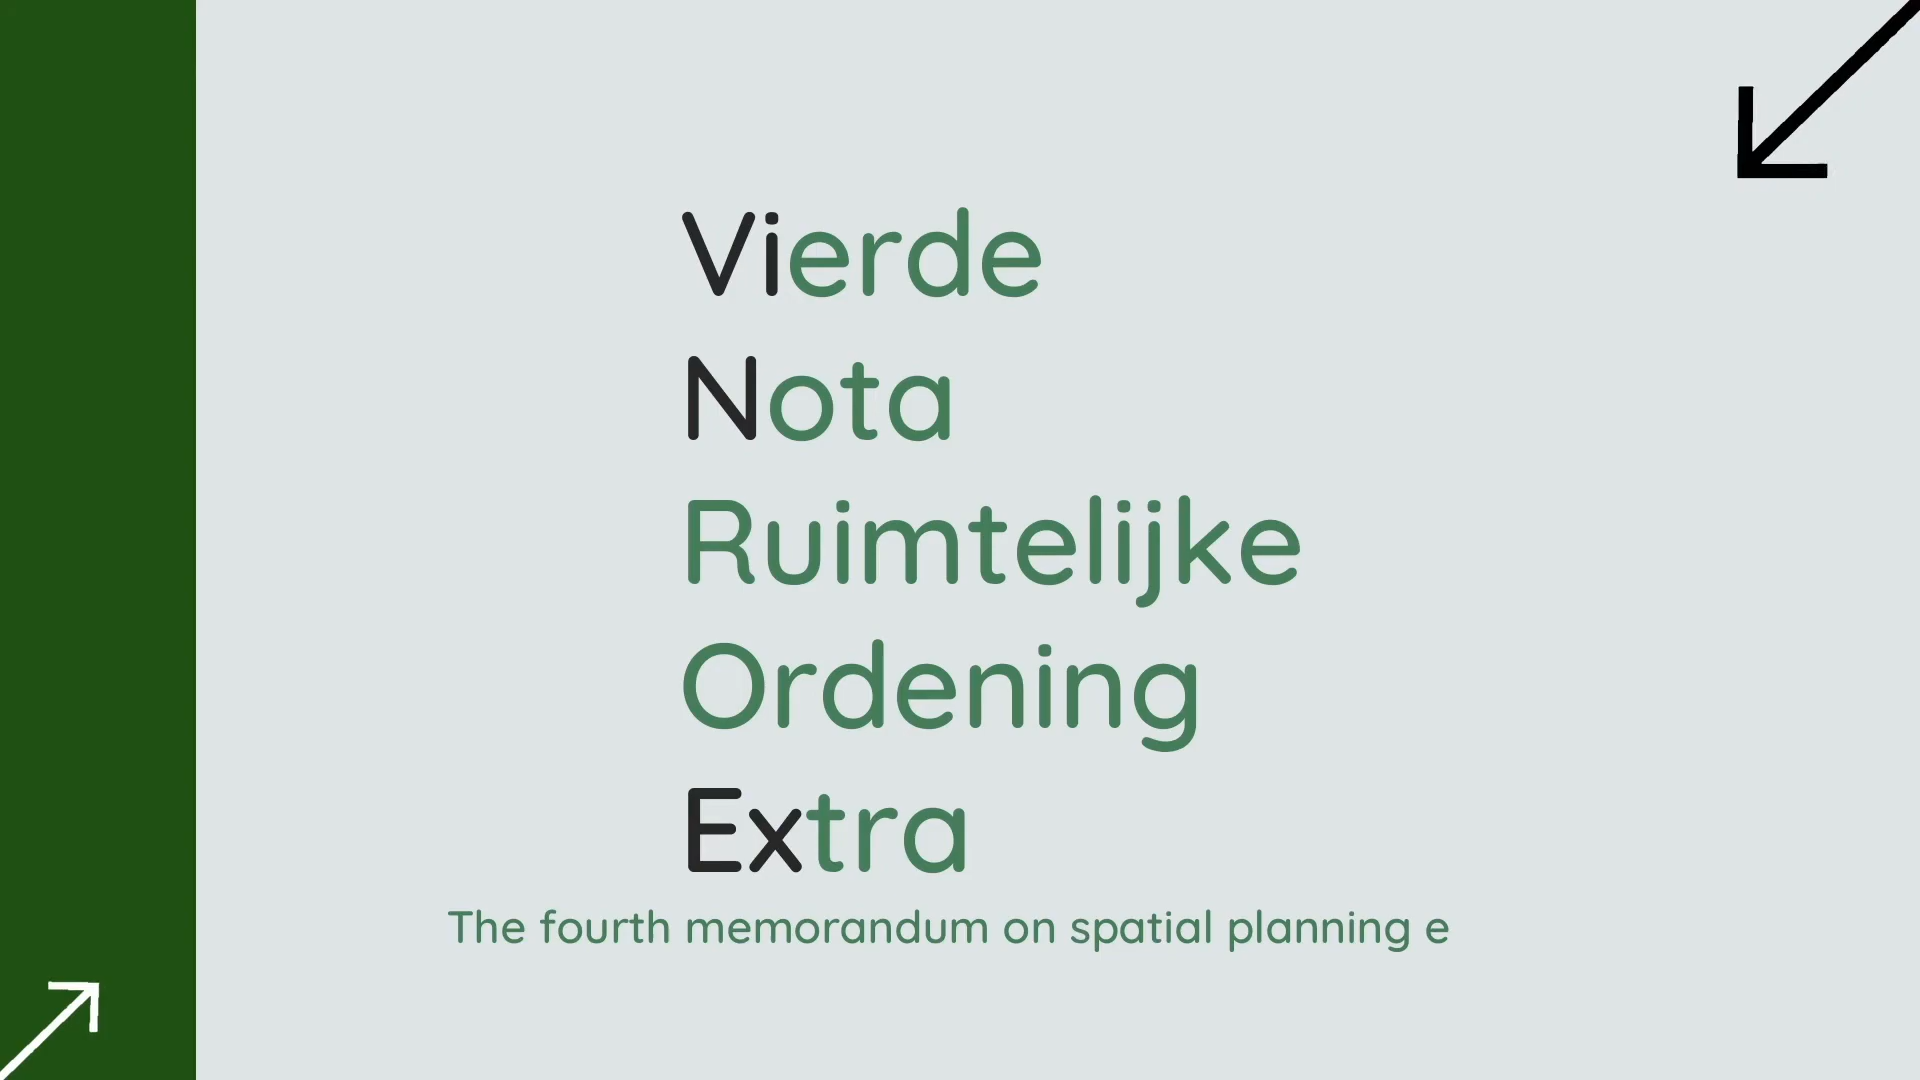 Vierde
Nota
Ruimtelijke
Ordening
Extra
The fourth memorandum on spatial planning e